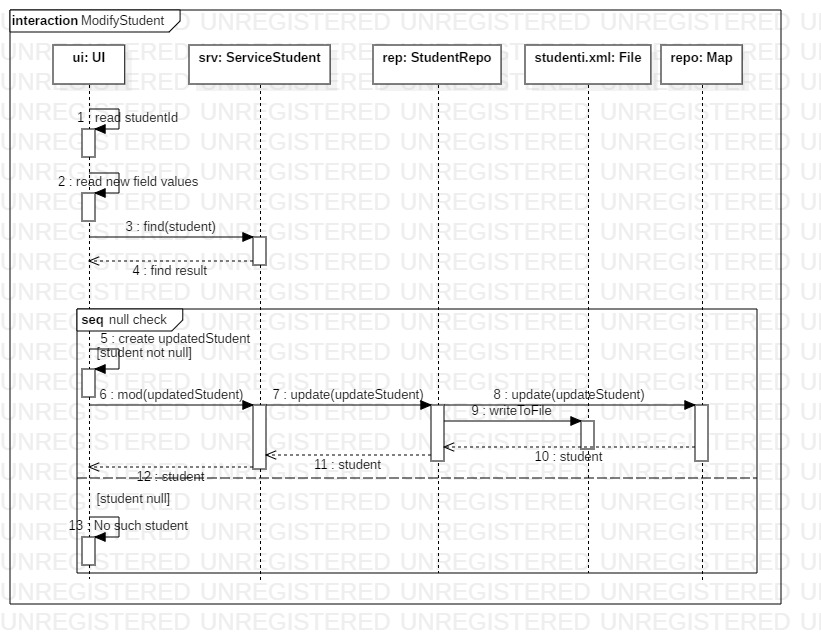 interaction ModifyStudent
ui: UI
srv: ServiceStudent
rep: StudentRepo
studenti.xml: File
repo: Map
1 : read studentId
2 : read new field values
3 : find(student)
4 : find result
seq null check
5 : create updatedStudent
[student not null]
6 : mod(updatedStudent)
7 : update(updateStudent)
8 : update(updateStudent)
9 : writeToFile
10 : student
11 : student
12 : student
[student null]
13 : No such student
UNREGISTERED